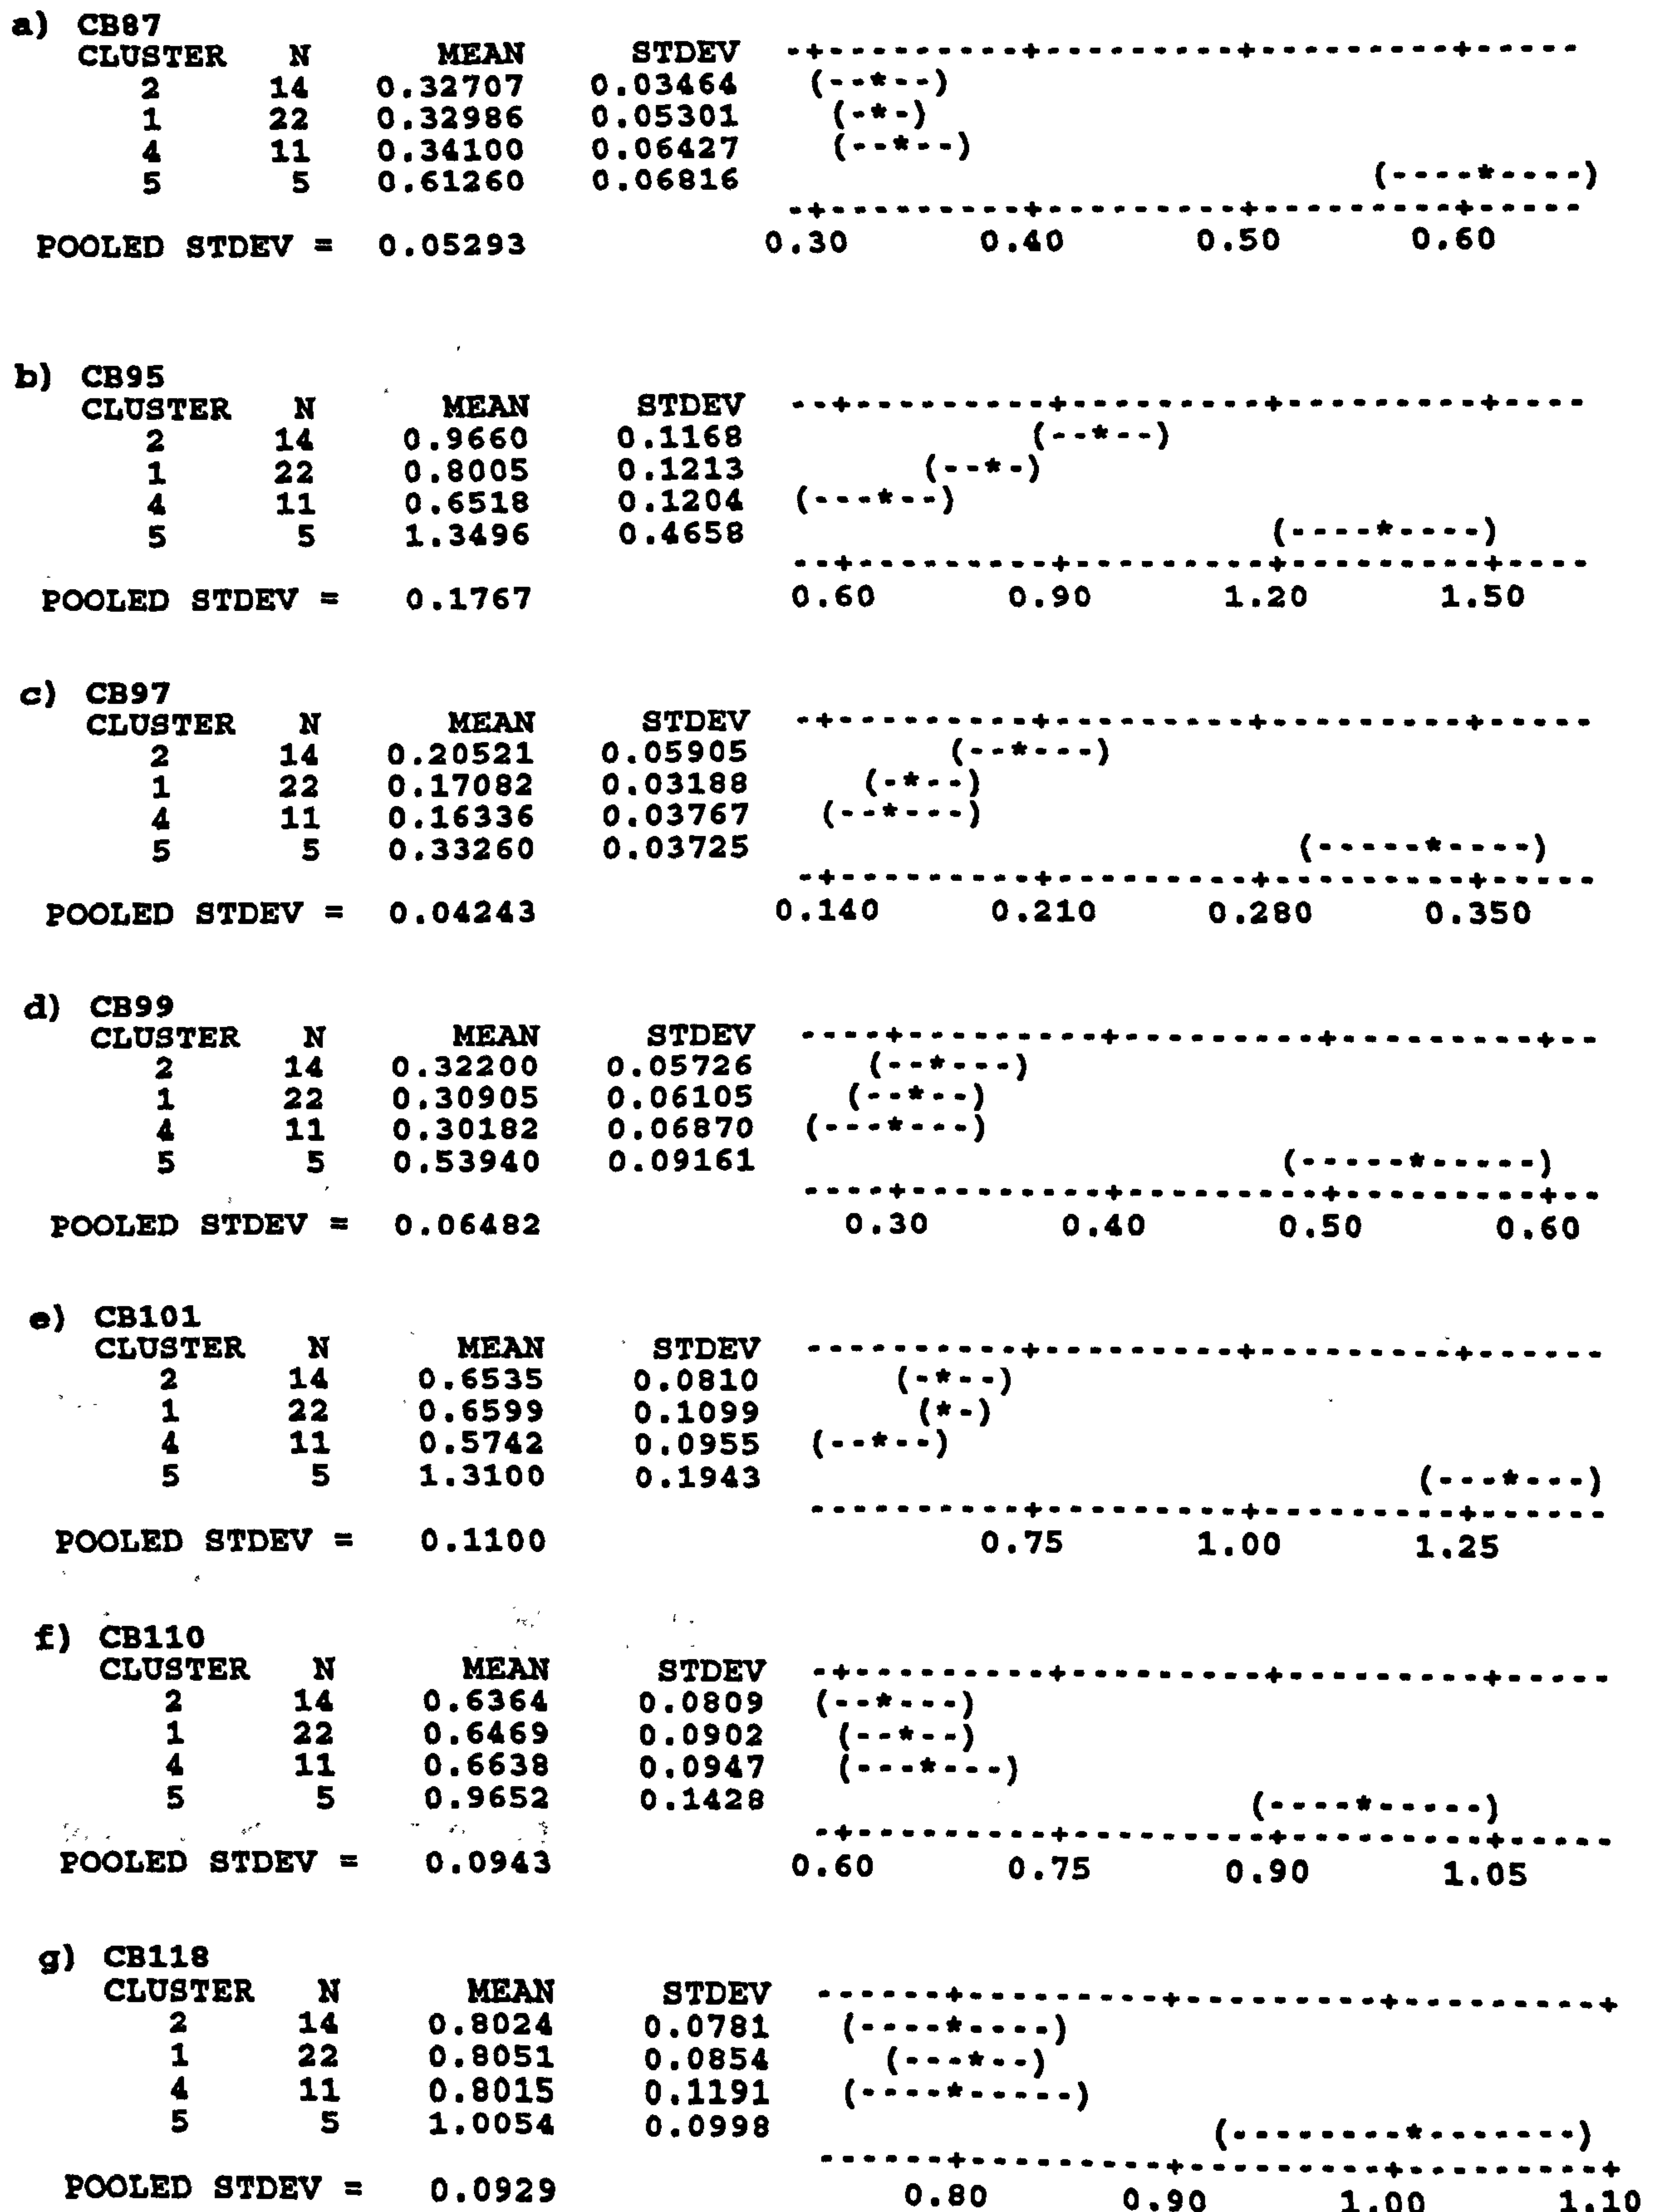 a) CB87
CLUSTER N MEAN STDEV -+---------+---------+---------+-----
2 14 0.32707 0.03464 (--*--)
1 22 0.32986 0.05301 (-*-)
4 11 0.34100 0.06427 (--*--)
5 5 0.61260 0.06816 (----*----)
-+---------+---------+---------+-----
POOLED STDEV = 0.05293 0.30 0.40 0.50 0.60
b) CB95
CLUSTER N MEAN STDEV --+---------+---------+---------+----
2 14 0.9660 0.1168 (--*--)
1 22 0.8005 0.1213 (--*-)
4 11 0.6518 0.1204 (---*--)
5 5 1.3496 0.4658 (----*----)
--+---------+---------+---------+----
POOLED STDEV = 0.1767 0.60 0.90 1.20 1.50
c) CB97
CLUSTER N MEAN STDEV -+---------+---------+---------+-----
2 14 0.20521 0.05905 (--*---)
1 22 0.17082 0.03188 (-*--)
4 11 0.16336 0.03767 (--*---)
5 5 0.33260 0.03725 (-----*----)
-+---------+---------+---------+-----
POOLED STDEV = 0.04243 0.140 0.210 0.280 0.350
d) CB99
CLUSTER N MEAN STDEV ----+---------+---------+---------+--
2 14 0.32200 0.05726 (--*---)
1 22 0.30905 0.06105 (--*--)
4 11 0.30182 0.06870 (---*---)
5 5 0.53940 0.09161 (-----*-----)
----+---------+---------+---------+--
POOLED STDEV = 0.06482 0.30 0.40 0.50 0.60
e) CB101
CLUSTER N MEAN STDEV ----------+---------+---------+------
2 14 0.6535 0.0810 (-*--)
1 22 0.6599 0.1099 (*-)
4 11 0.5742 0.0955 (--*--)
5 5 1.3100 0.1943 (---*---)
----------+---------+---------+------
POOLED STDEV = 0.1100 0.75 1.00 1.25
f) CB110
CLUSTER N MEAN STDEV -+---------+---------+---------+-----
2 14 0.6364 0.0809 (--*---)
1 22 0.6469 0.0902 (--*--)
4 11 0.6638 0.0947 (---*---)
5 5 0.9652 0.1428 (----*-----)
-+---------+---------+---------+-----
POOLED STDEV = 0.0943 0.60 0.75 0.90 1.05
g) CB118
CLUSTER N MEAN STDEV ------+---------+---------+---------+
2 14 0.8024 0.0781 (----*----)
1 22 0.8051 0.0854 (---*--)
4 11 0.8015 0.1191 (----*-----)
5 5 1.0054 0.0998 (--------*-------)
------+---------+---------+---------+
POOLED STDEV = 0.0929 0.80 0.90 1.00 1.10